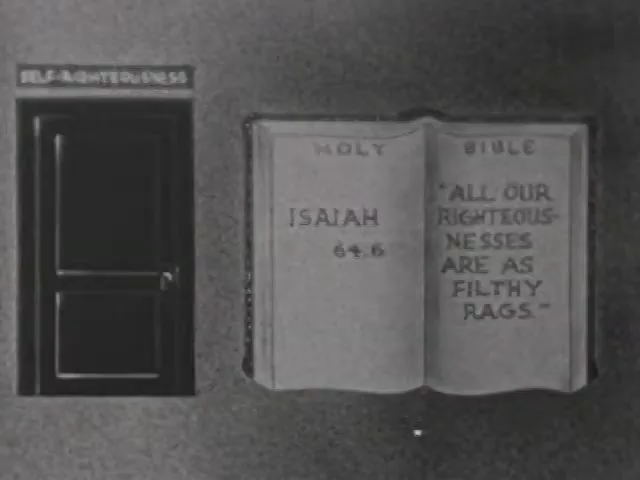 SELF-RIGHTEOUSNESS
HOLY BIBLE
ISAIAH
64.6
"ALL OUR
RIGHTEOUS-
NESSES
ARE AS
FILTHY
RAGS."